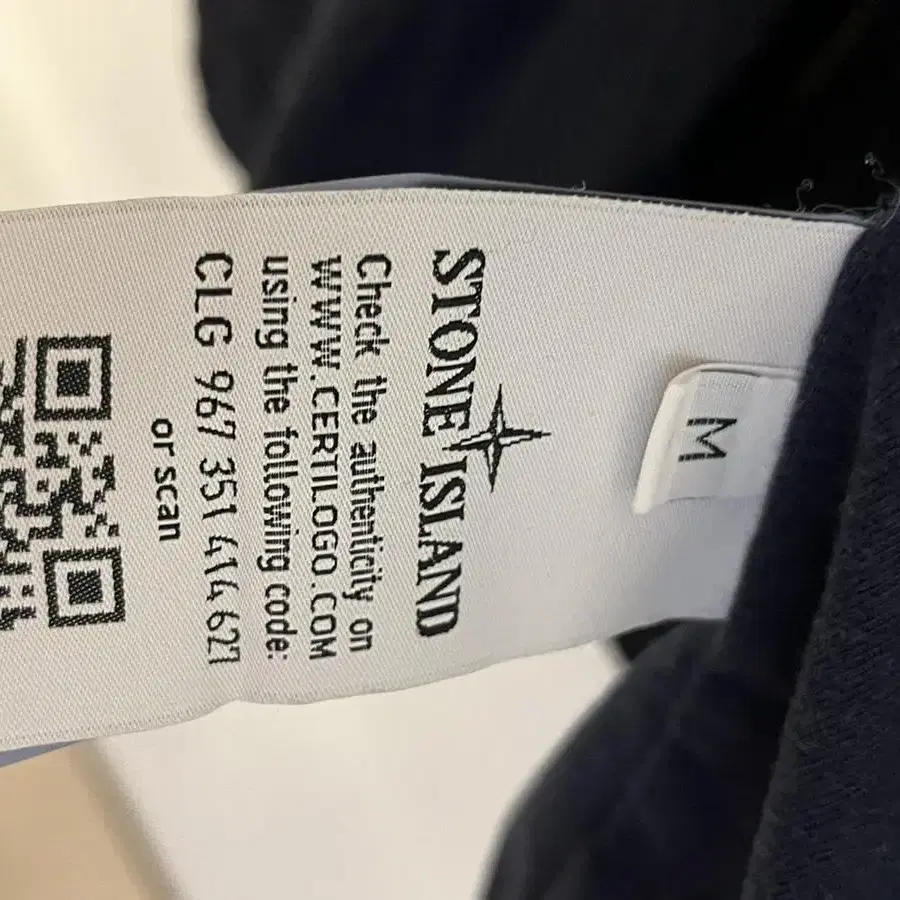 M
STONE ISLAND
Check the authenticity on
WWW.CERTILOGO.COM
using the following code:
CLG 967 351 414 627
or scan